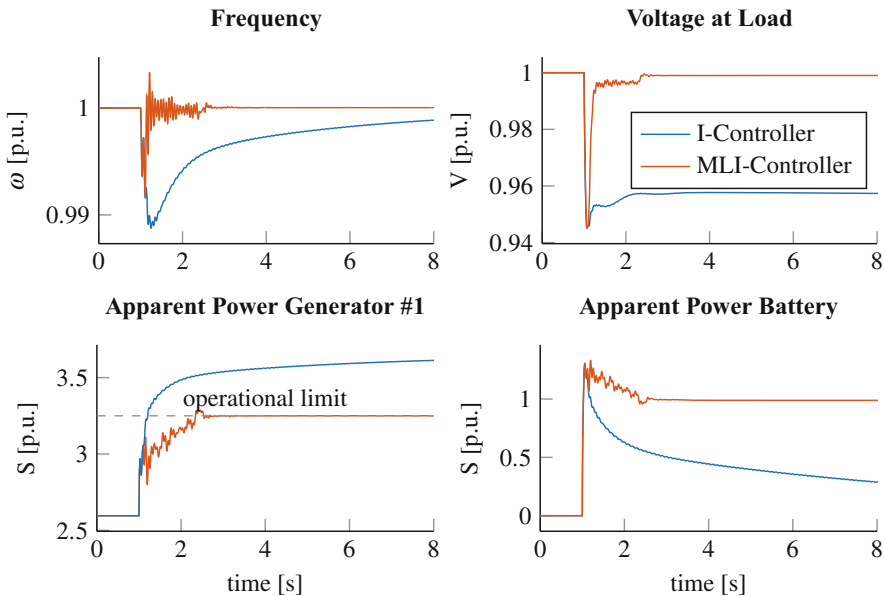 Frequency
Voltage at Load
1
0.99
ω [p.u.]
0 2 4 6 8
1
0.98
0.96
0.94
V [p.u.]
I-Controller
MLI-Controller
0 2 4 6 8
Apparent Power Generator #1
Apparent Power Battery
3.5
3
2.5
S [p.u.]
operational limit
0 2 4 6 8
time [s]
1
0.5
0
S [p.u.]
0 2 4 6 8
time [s]